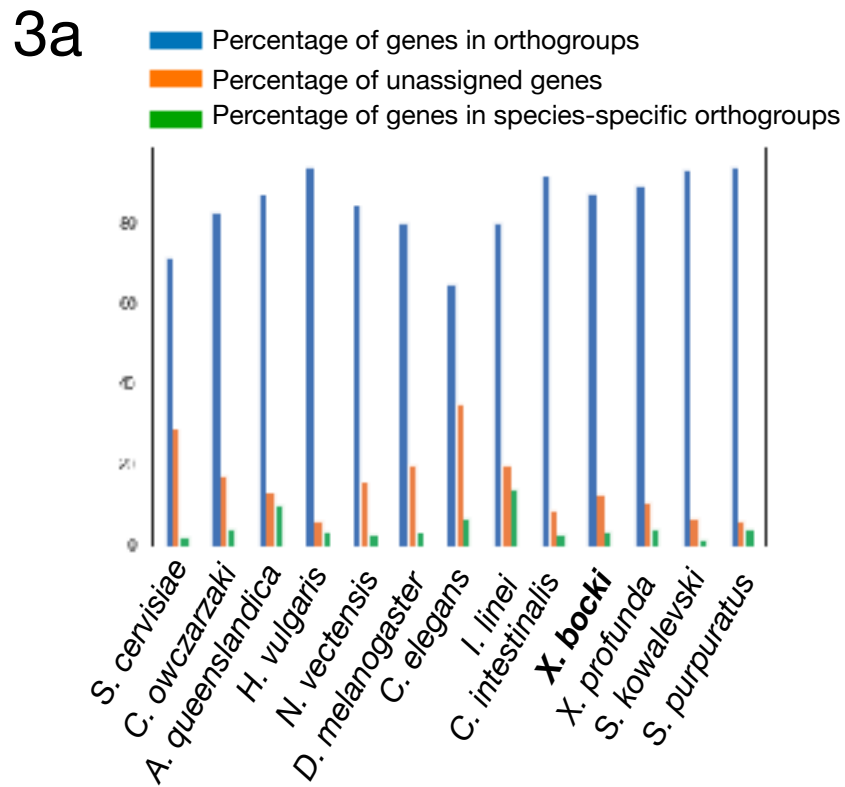 3a
Percentage of genes in orthogroups
Percentage of unassigned genes
Percentage of genes in species-specific orthogroups
80
60
40
20
0
S. cervisiae
C. owczarzaki
A. queenslandica
H. vulgaris
N. vectensis
D. melanogaster
C. elegans
I. linei
C. intestinalis
X. bocki
X. profunda
S. kowalevski
S. purpuratus